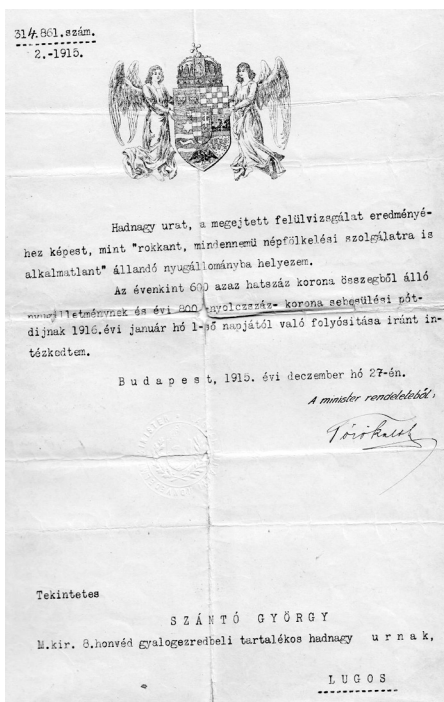 314.861.szám.
2.-1915.
Hadnagy urat, a megejtett felülvizsgálat eredményé-
hez képest, mint "rokkant, mindennemü népfölkelési szolgálatra is
alkalmatlant" állandó nyugállományba helyezem.
Az évenkint 600 azaz hatszáz korona összegből álló
nyugilletménynek és évi 800 nyolcszáz- korona sebesülési pót-
dijnak 1916.évi január hó 1-ső napjától való folyósitása iránt in-
tézkedtem.
Budapest, 1915. évi deczember hó 27-én.
A minister rendeletéből:
Tekintetes
SZÁNTÓ GYÖRGY
M.kir. 8.honvéd gyalogezredbeli tartalékos hadnagy urnak,
LUGOS